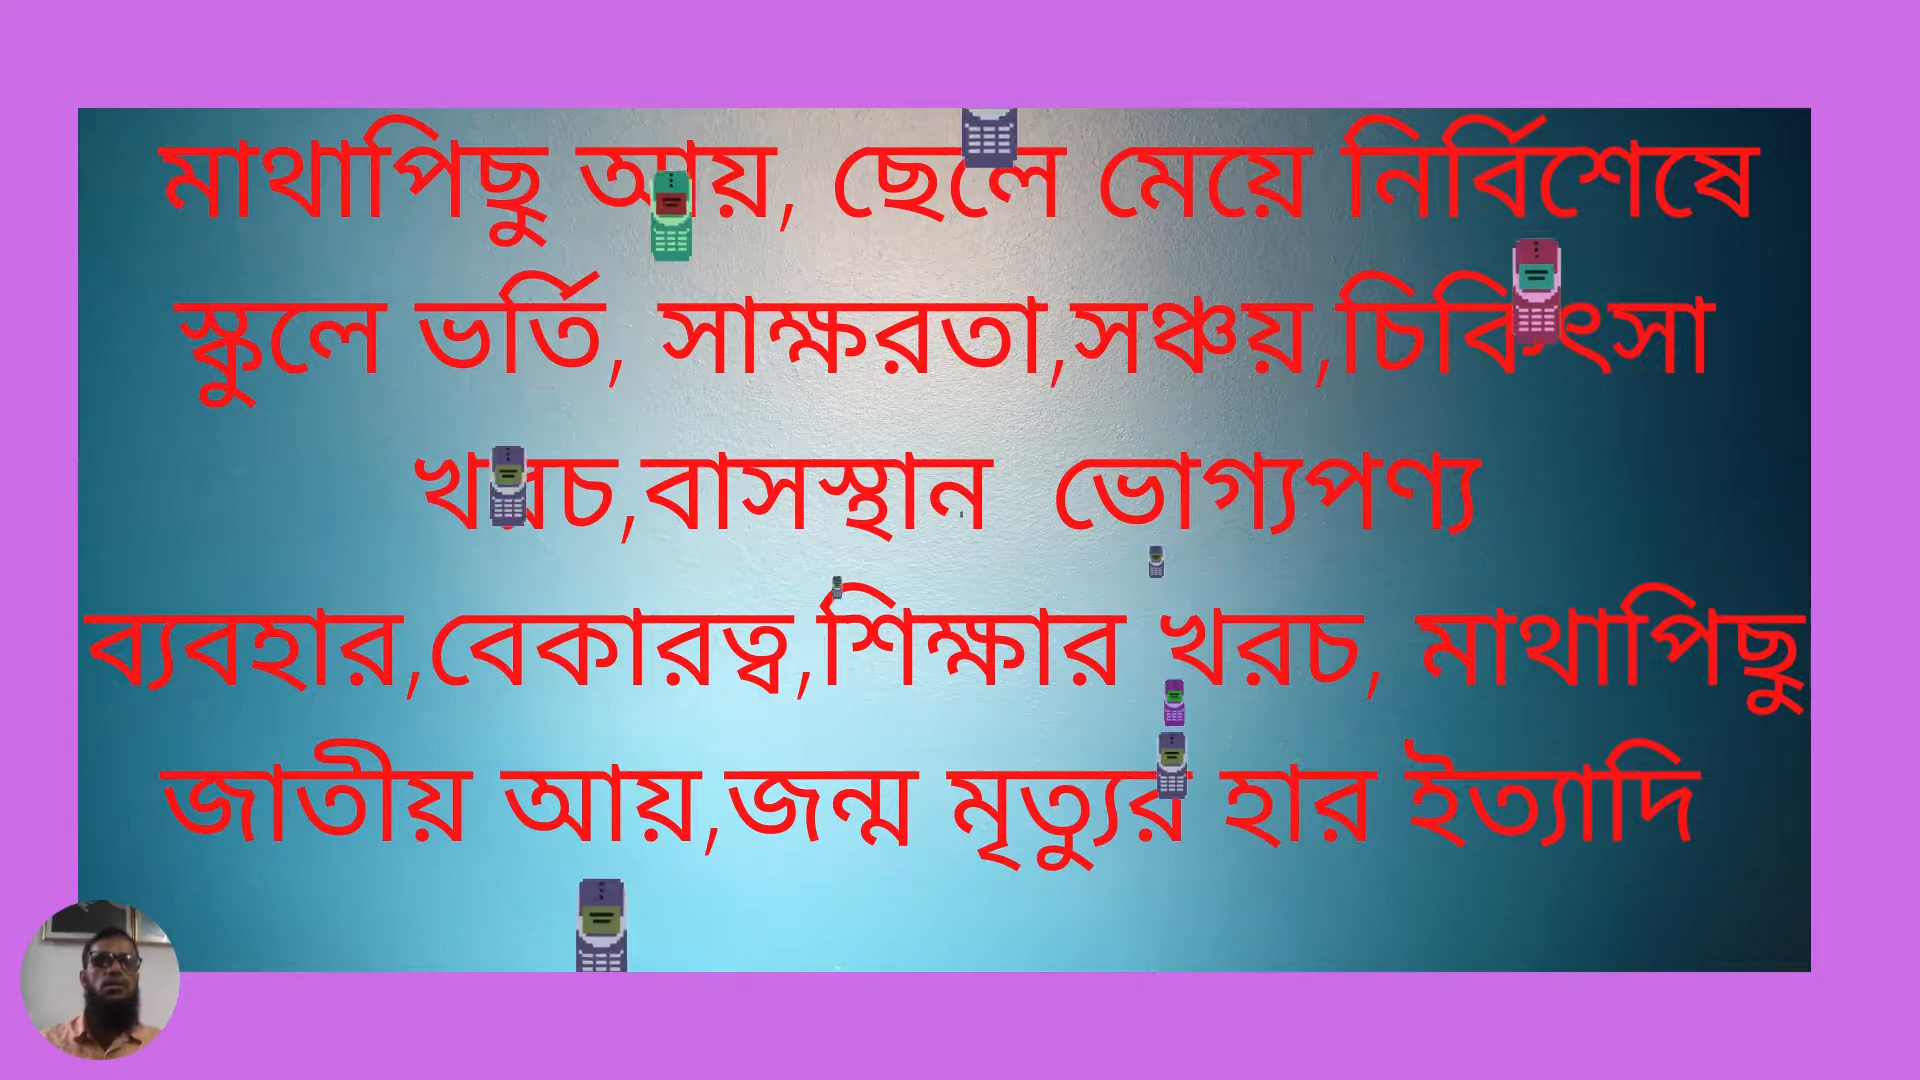 মাথাপিছু আয়, ছেলে মেয়ে নির্বিশেষে
স্কুলে ভর্তি, সাক্ষরতা,সঞ্চয়,চিকিৎসা
খরচ,বাসস্থান ভোগ্যপণ্য
ব্যবহার,বেকারত্ব,শিক্ষার খরচ, মাথাপিছু
জাতীয় আয়,জন্ম মৃত্যুর হার ইত্যাদি